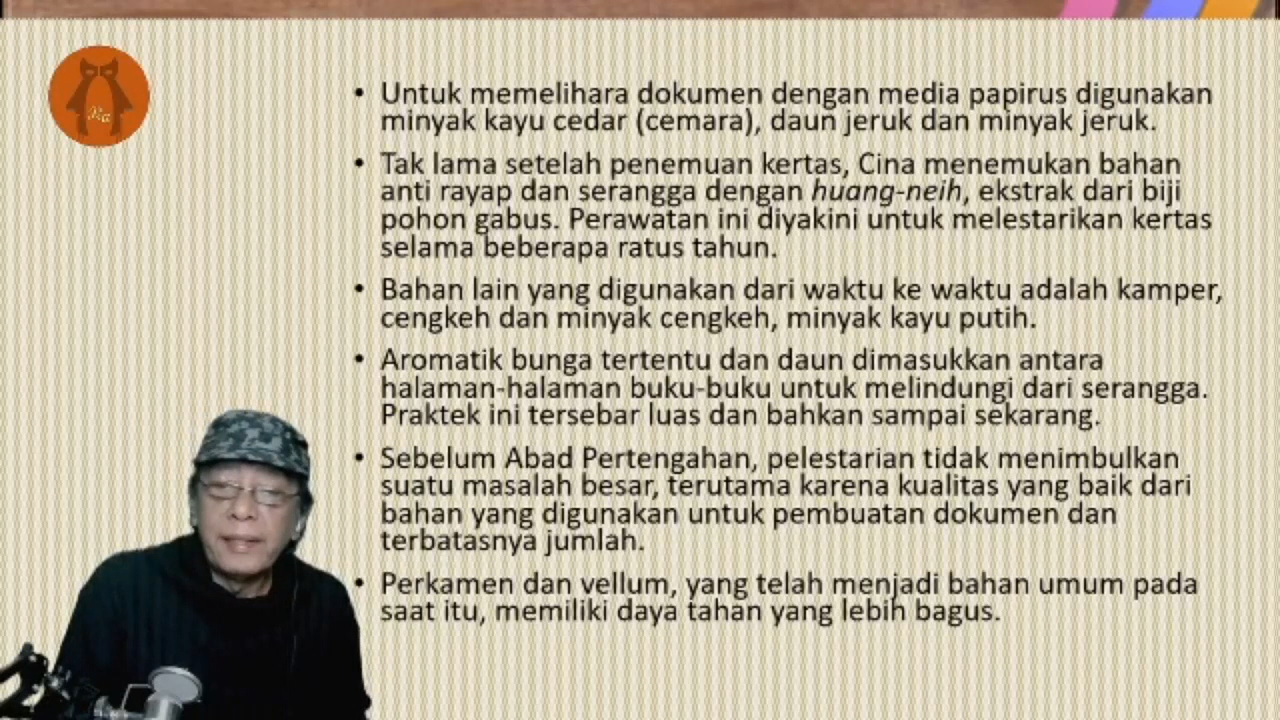 • Untuk memelihara dokumen dengan media papirus digunakan
minyak kayu cedar (cemara), daun jeruk dan minyak jeruk.
• Tak lama setelah penemuan kertas, Cina menemukan bahan
anti rayap dan serangga dengan huang-neih, ekstrak dari biji
pohon gabus. Perawatan ini diyakini untuk melestarikan kertas
selama beberapa ratus tahun.
• Bahan lain yang digunakan dari waktu ke waktu adalah kamper,
cengkeh dan minyak cengkeh, minyak kayu putih.
• Aromatik bunga tertentu dan daun dimasukkan antara
halaman-halaman buku-buku untuk melindungi dari serangga.
Praktek ini tersebar luas dan bahkan sampai sekarang.
• Sebelum Abad Pertengahan, pelestarian tidak menimbulkan
suatu masalah besar, terutama karena kualitas yang baik dari
bahan yang digunakan untuk pembuatan dokumen dan
terbatasnya jumlah.
• Perkamen dan vellum, yang telah menjadi bahan umum pada
saat itu, memiliki daya tahan yang lebih bagus.